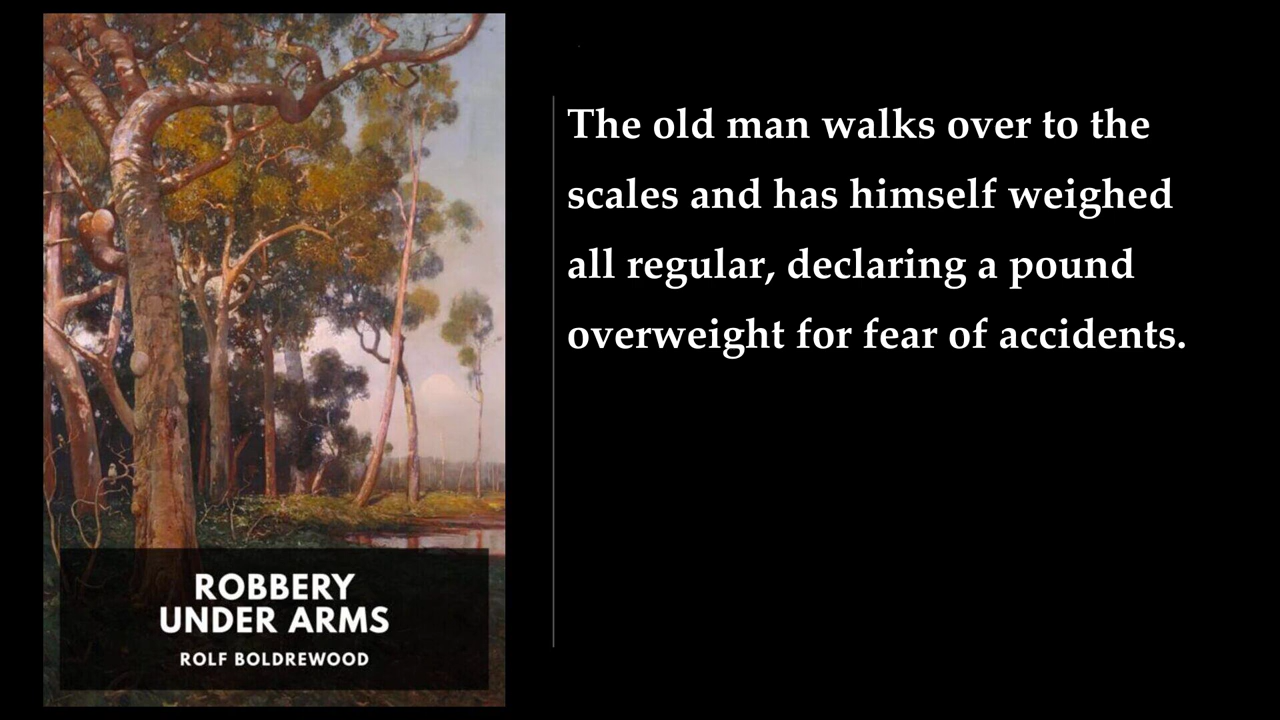 The old man walks over to the
scales and has himself weighed
all regular, declaring a pound
overweight for fear of accidents.
ROBBERY
UNDER ARMS
ROLF BOLDREWOOD